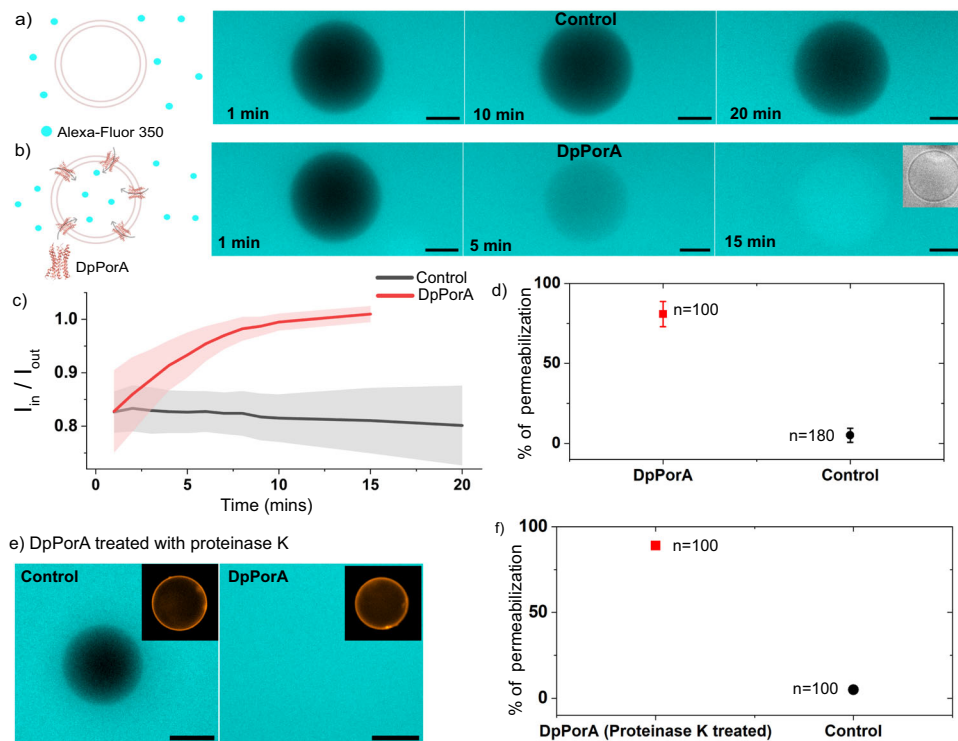 a)
Control
1 min
10 min
20 min
Alexa-Fluor 350
b)
DpPorA
1 min
5 min
15 min
DpPorA
c)
Control
DpPorA
I_in / I_out
1.0
0.9
0.8
0
5
10
15
20
Time (mins)
d)
% of permeabilization
100
50
0
n=100
n=180
DpPorA
Control
e) DpPorA treated with proteinase K
Control
DpPorA
f)
% of permeabilization
100
50
0
n=100
n=100
DpPorA (Proteinase K treated)
Control